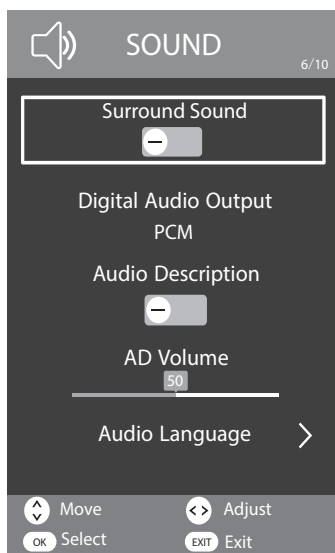 SOUND
6/10
Surround Sound
Digital Audio Output
PCM
Audio Description
AD Volume
50
Audio Language
Move
Adjust
OK Select
EXIT Exit